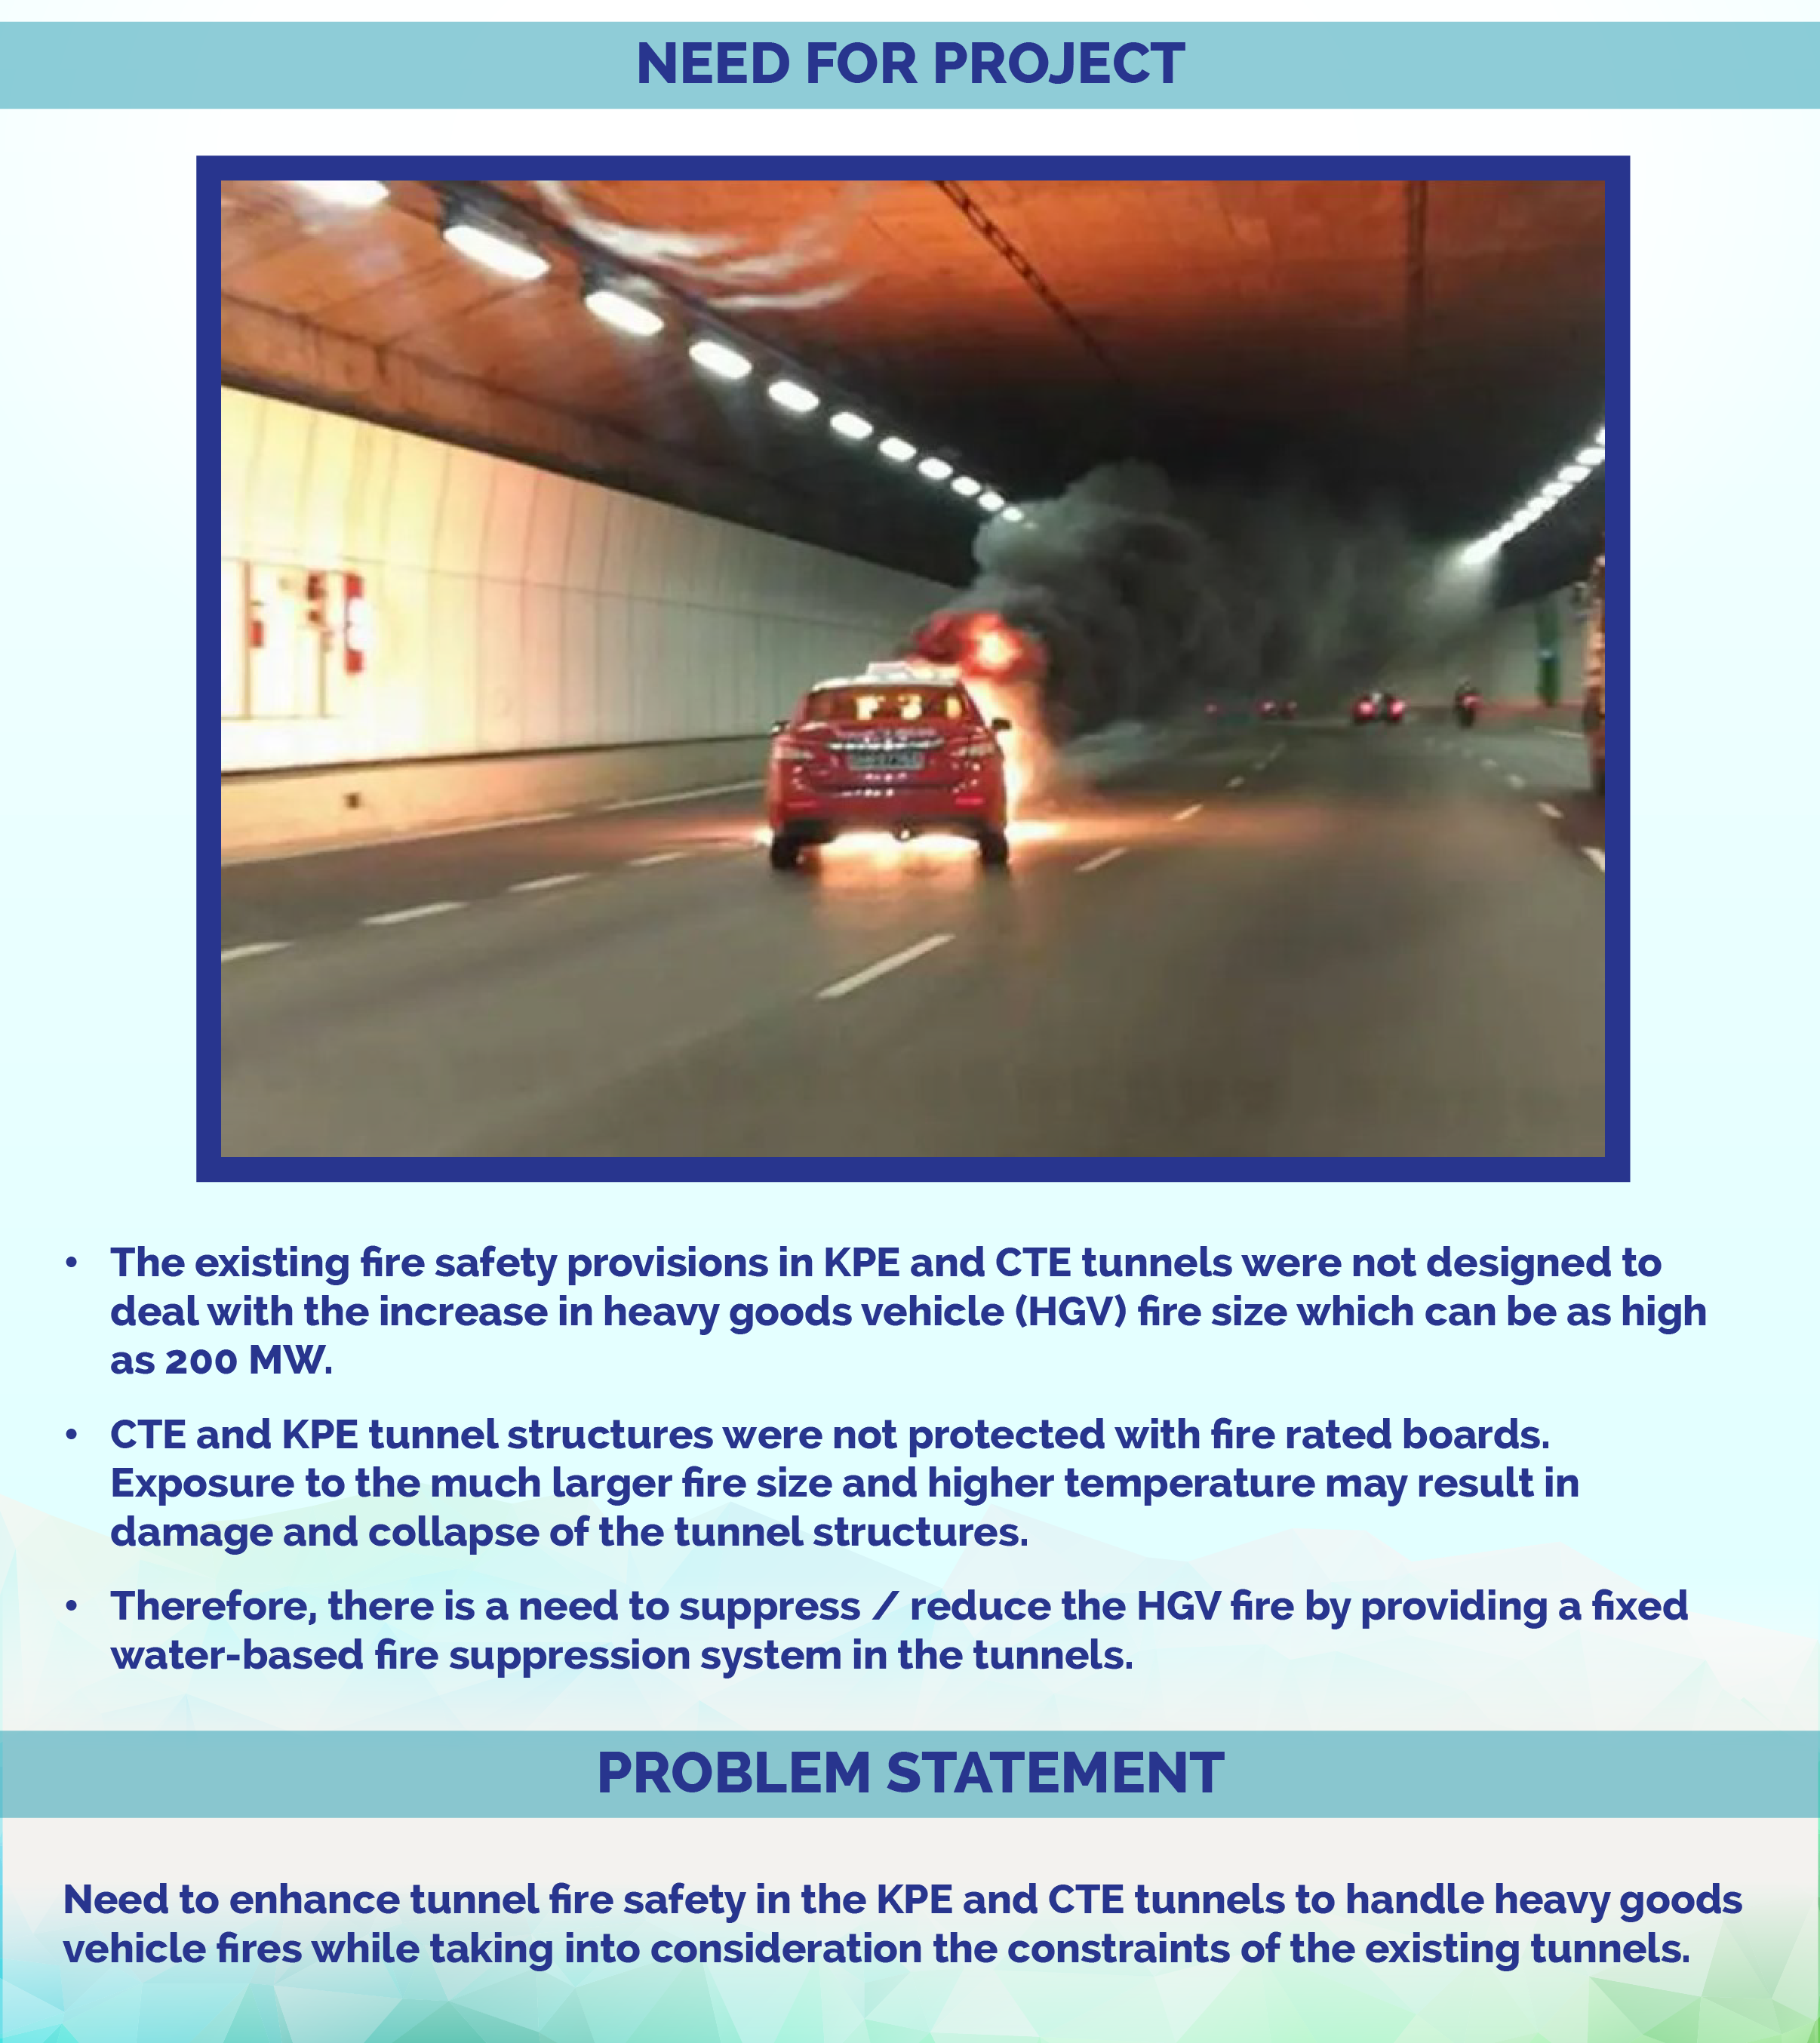 NEED FOR PROJECT
• The existing fire safety provisions in KPE and CTE tunnels were not designed to
deal with the increase in heavy goods vehicle (HGV) fire size which can be as high
as 200 MW.
• CTE and KPE tunnel structures were not protected with fire rated boards.
Exposure to the much larger fire size and higher temperature may result in
damage and collapse of the tunnel structures.
• Therefore, there is a need to suppress / reduce the HGV fire by providing a fixed
water-based fire suppression system in the tunnels.
PROBLEM STATEMENT
Need to enhance tunnel fire safety in the KPE and CTE tunnels to handle heavy goods
vehicle fires while taking into consideration the constraints of the existing tunnels.